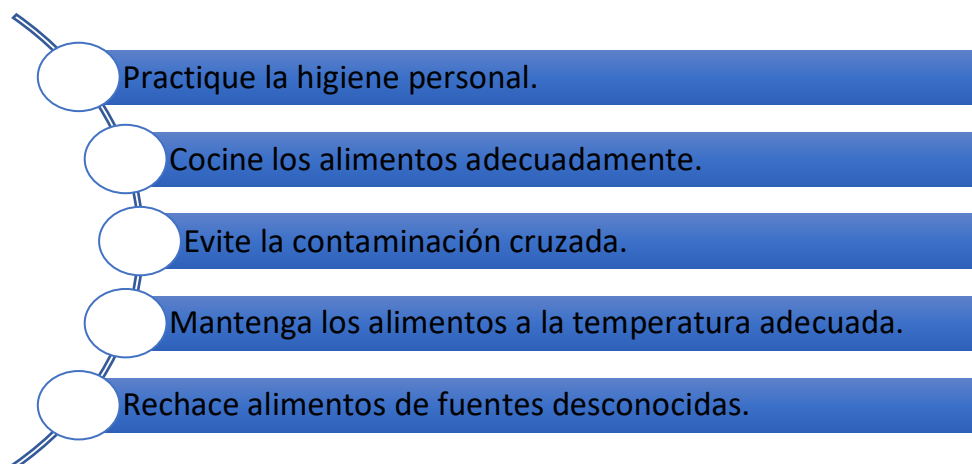 Practique la higiene personal.
Cocine los alimentos adecuadamente.
Evite la contaminación cruzada.
Mantenga los alimentos a la temperatura adecuada.
Rechace alimentos de fuentes desconocidas.